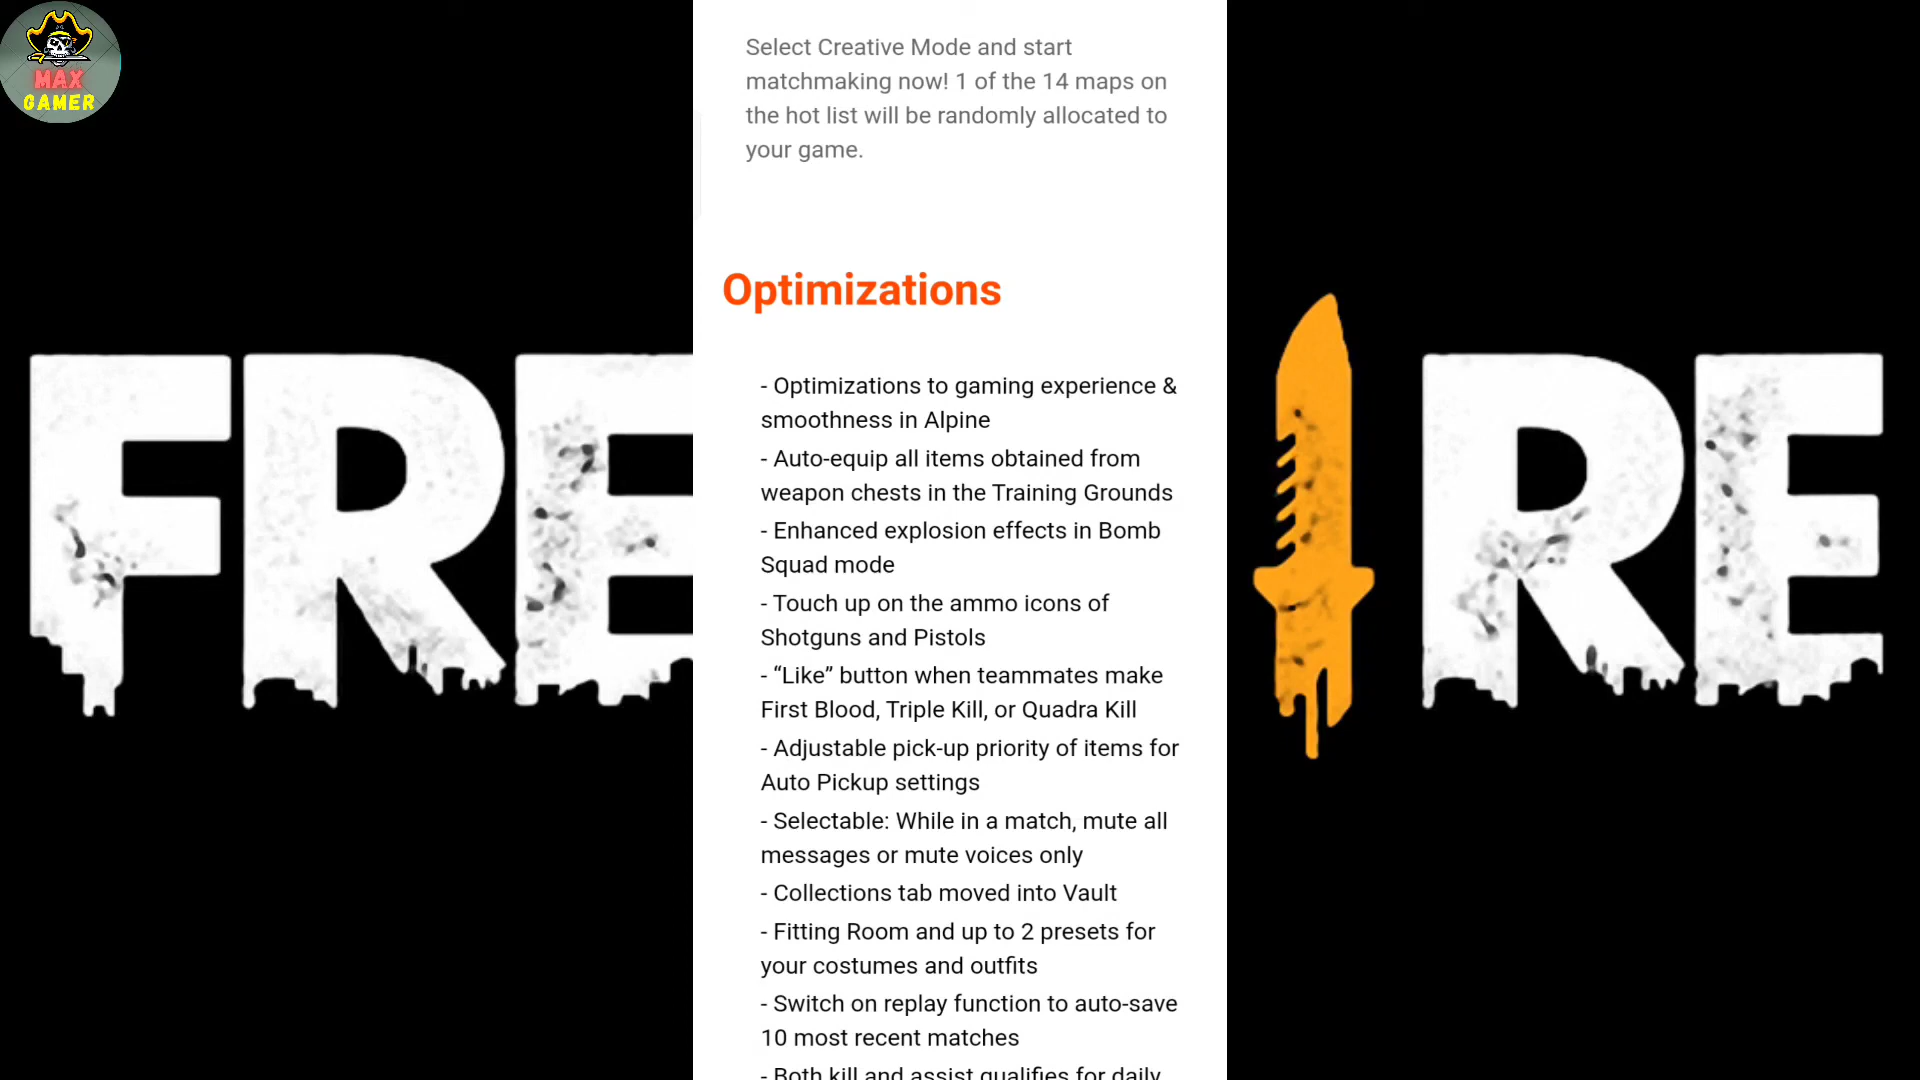 MAX
GAMER
Select Creative Mode and start
matchmaking now! 1 of the 14 maps on
the hot list will be randomly allocated to
your game.
Optimizations
- Optimizations to gaming experience &
smoothness in Alpine
- Auto-equip all items obtained from
weapon chests in the Training Grounds
- Enhanced explosion effects in Bomb
Squad mode
- Touch up on the ammo icons of
Shotguns and Pistols
- “Like” button when teammates make
First Blood, Triple Kill, or Quadra Kill
- Adjustable pick-up priority of items for
Auto Pickup settings
- Selectable: While in a match, mute all
messages or mute voices only
- Collections tab moved into Vault
- Fitting Room and up to 2 presets for
your costumes and outfits
- Switch on replay function to auto-save
10 most recent matches
- Both kill and assist qualifies for daily
FRE IRE